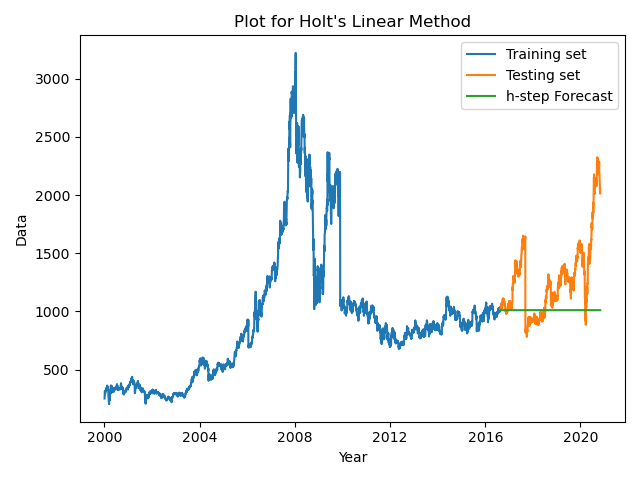 Plot for Holt's Linear Method
Training set
Testing set
h-step Forecast
Data
3000
2500
2000
1500
1000
500
2000
2004
2008
2012
2016
2020
Year